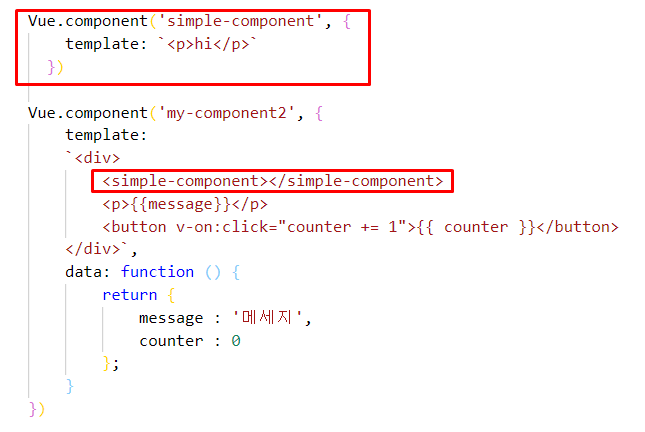 Vue.component('simple-component', {
template: `<p>hi</p>`
})
Vue.component('my-component2', {
template:
`<div>
<simple-component></simple-component>
<p>{{message}}</p>
<button v-on:click="counter += 1">{{ counter }}</button>
</div>`,
data: function () {
return {
message : '메세지',
counter : 0
};
}
})